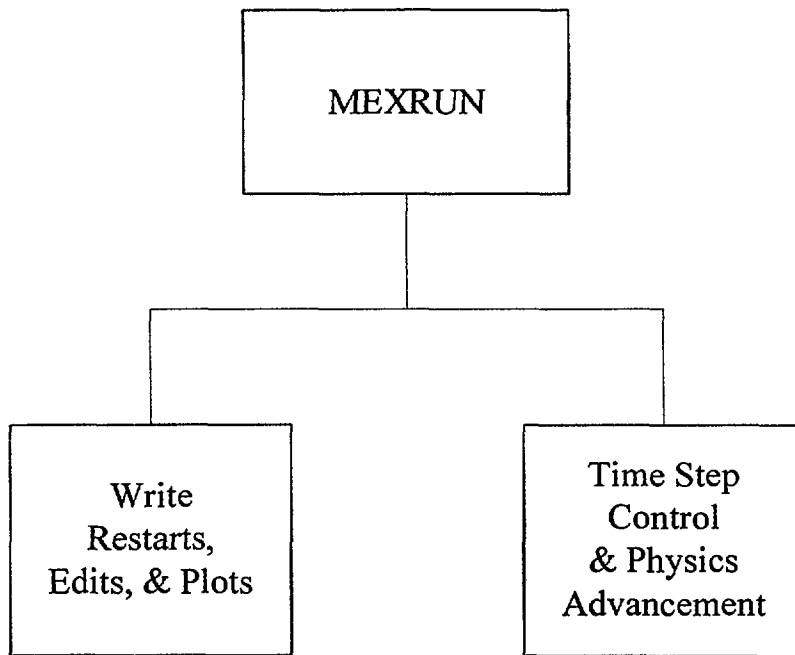 MEXRUN
Write
Restarts,
Edits, & Plots
Time Step
Control
& Physics
Advancement